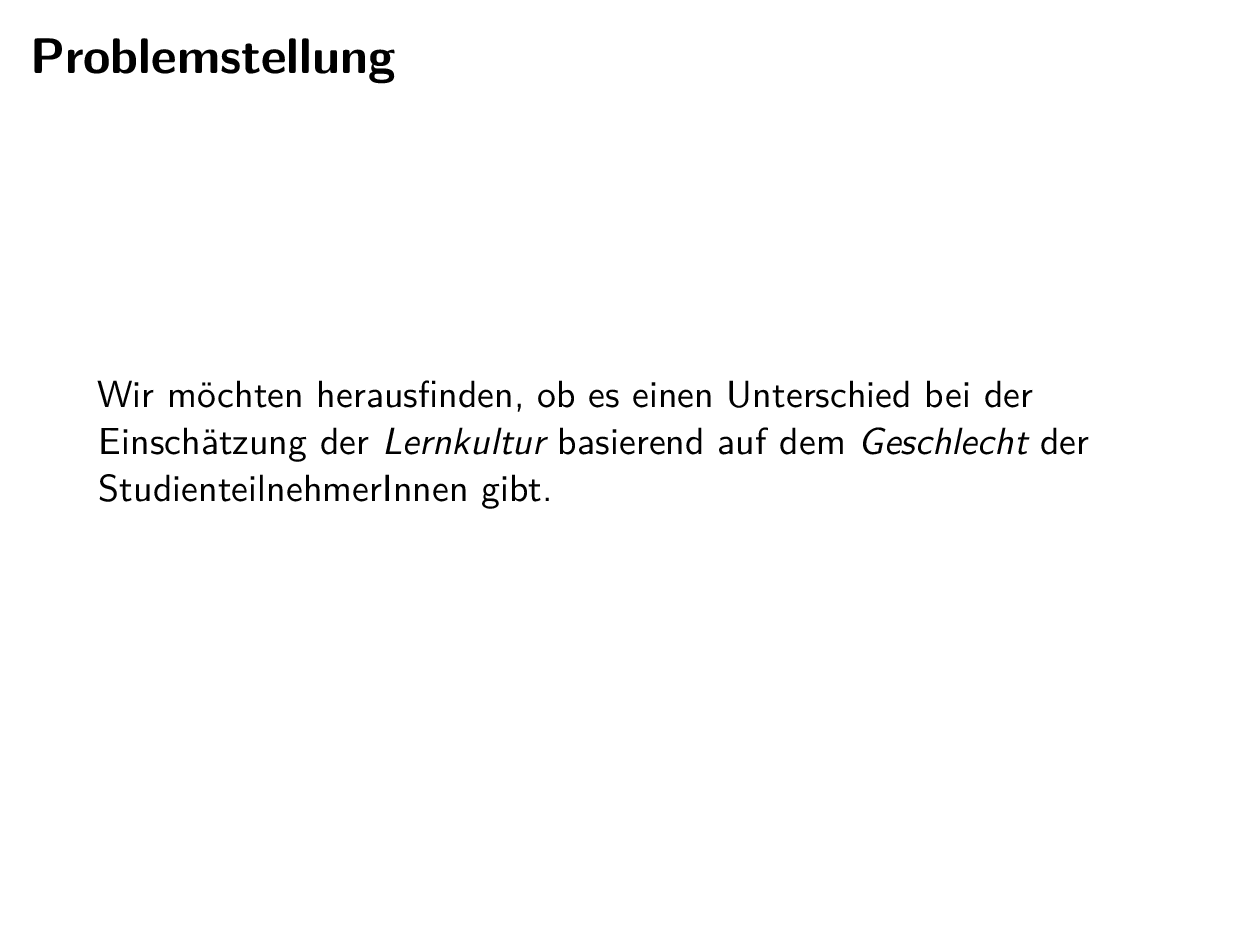 Problemstellung
Wir möchten herausfinden, ob es einen Unterschied bei der
Einschätzung der Lernkultur basierend auf dem Geschlecht der
StudienteilnehmerInnen gibt.